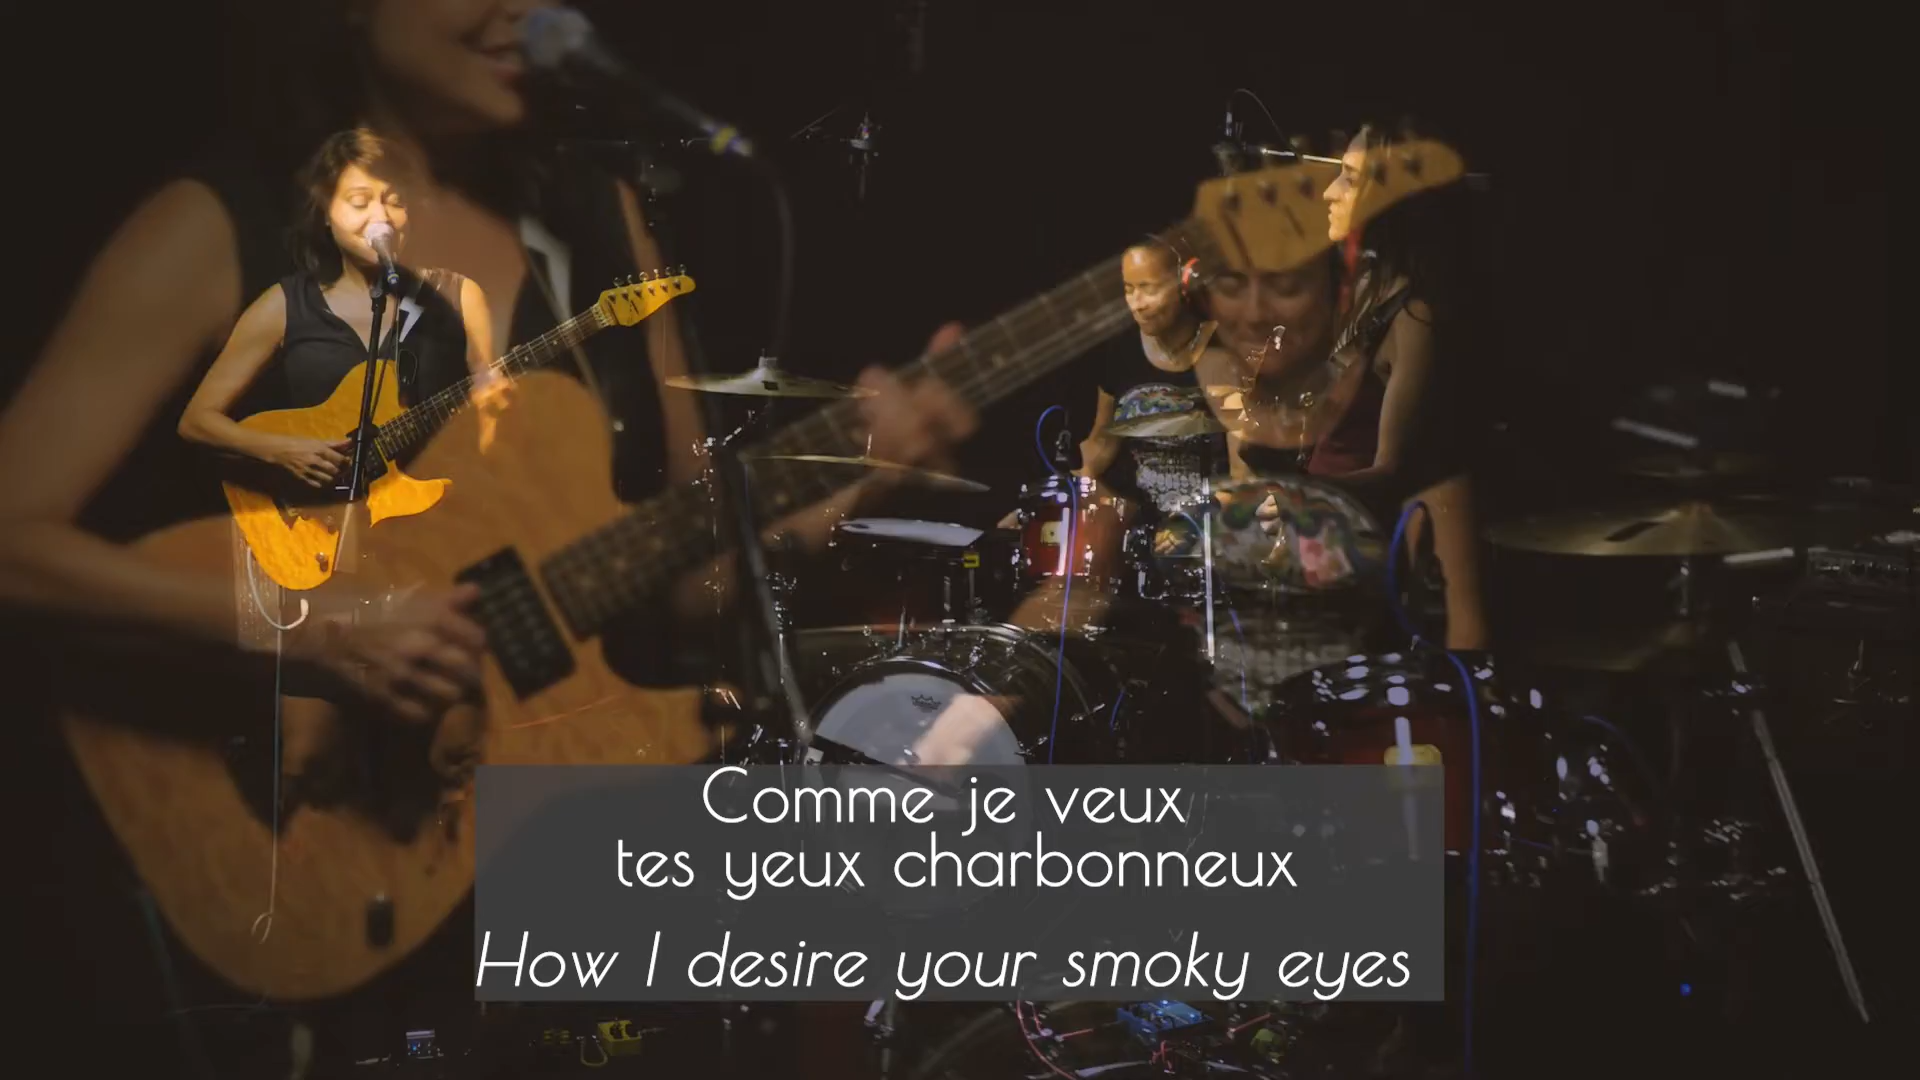 Comme je veux
tes yeux charbonneux
How I desire your smoky eyes